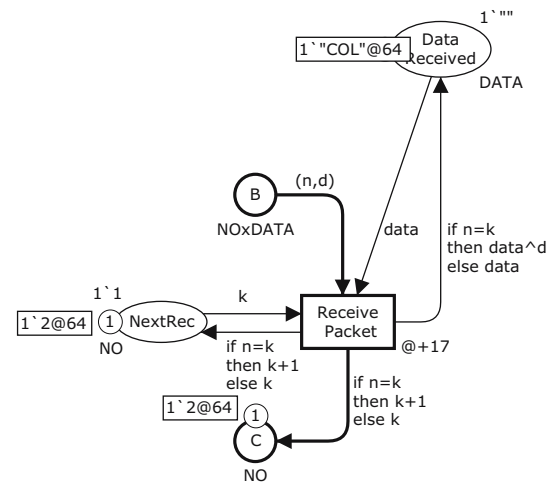 1`""
1`"COL"@64
Data
Received
DATA
B
(n,d)
NOxDATA
data
if n=k
then data^d
else data
1`1
k
1`2@64
1
NextRec
Receive
Packet
NO
@+17
if n=k
then k+1
else k
if n=k
then k+1
else k
1`2@64
1
C
NO